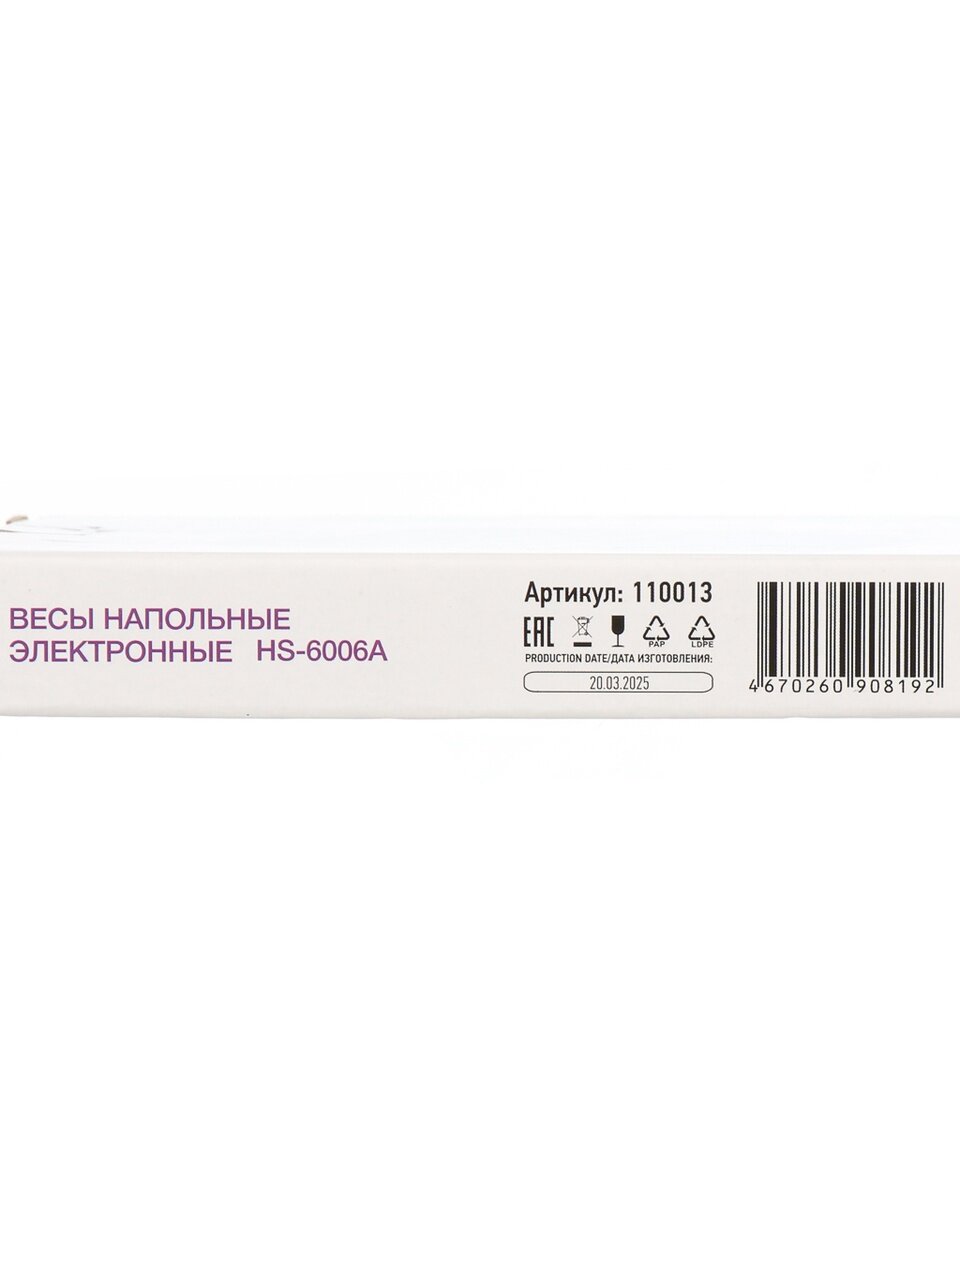 ВЕСЫ НАПОЛЬНЫЕ
ЭЛЕКТРОННЫЕ HS-6006A
Артикул: 110013
EAC
PAP
LDPE
PRODUCTION DATE/ДАТА ИЗГОТОВЛЕНИЯ:
20.03.2025
4 670260 908192